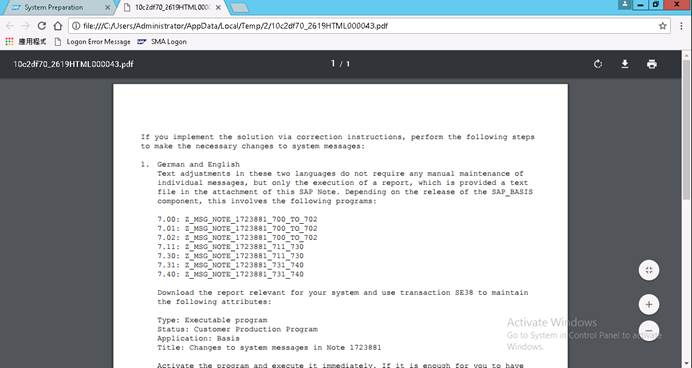 System Preparation
10c2df70_2619HTML000
file:///C:/Users/Administrator/AppData/Local/Temp/2/10c2df70_2619HTML000043.pdf
應用程式
Logon Error Message
SMA Logon
10c2df70_2619HTML000043.pdf
1 / 1
If you implement the solution via correction instructions, perform the following steps
to make the necessary changes to system messages:
1. German and English
Text adjustments in these two languages do not require any manual maintenance of
individual messages, but only the execution of a report, which is provided a text
file in the attachment of this SAP Note. Depending on the release of the SAP_BASIS
component, this involves the following programs:
7.00: Z_MSG_NOTE_1723881_700_TO_702
7.01: Z_MSG_NOTE_1723881_700_TO_702
7.02: Z_MSG_NOTE_1723881_700_TO_702
7.11: Z_MSG_NOTE_1723881_711_730
7.30: Z_MSG_NOTE_1723881_711_730
7.31: Z_MSG_NOTE_1723881_731_740
7.40: Z_MSG_NOTE_1723881_731_740
Download the report relevant for your system and use transaction SE38 to maintain
the following attributes:
Type: Executable program
Status: Customer Production Program
Application: Basis
Title: Changes to system messages in Note 1723881
Activate the program and execute it immediately. If it is enough for you to have
Activate Windows
Go to System in Control Panel to activate
Windows.